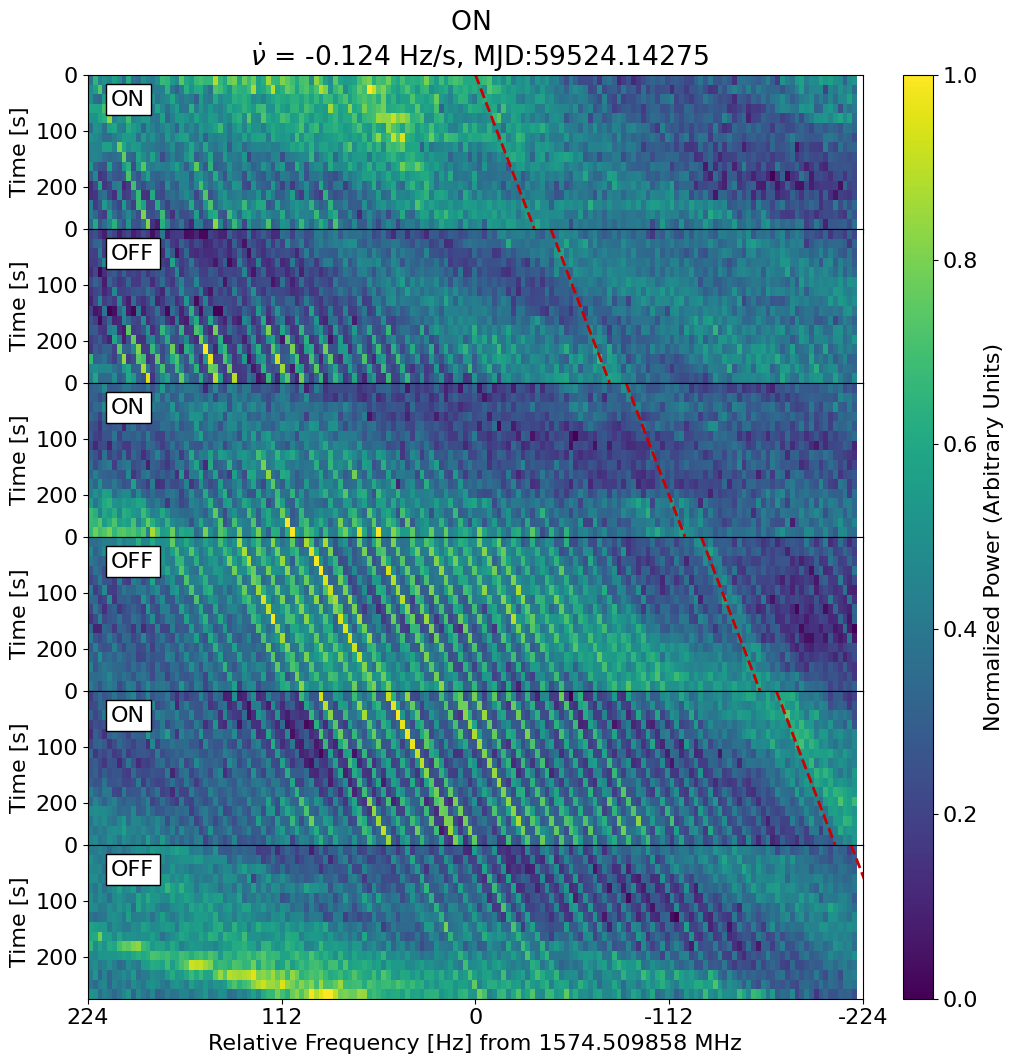 ON
ν̇ = -0.124 Hz/s, MJD:59524.14275
0
100
200
Time [s]
ON
0
100
200
Time [s]
OFF
0
100
200
Time [s]
ON
0
100
200
Time [s]
OFF
0
100
200
Time [s]
ON
0
100
200
Time [s]
OFF
224 112 0 -112 -224
Relative Frequency [Hz] from 1574.509858 MHz
1.0
0.8
0.6
0.4
0.2
0.0
Normalized Power (Arbitrary Units)